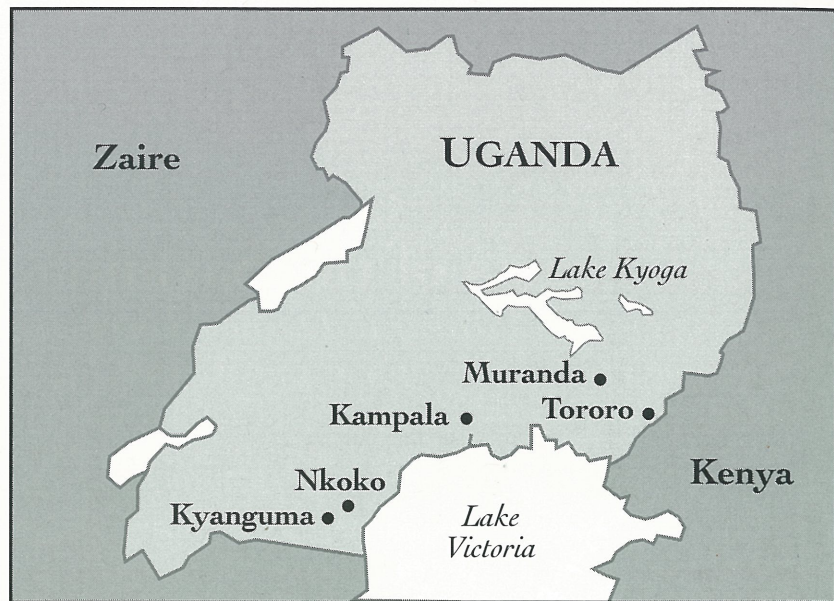 Zaire
UGANDA
Lake Kyoga
Muranda
Kampala
Tororo
Nkoko
Kyanguma
Kenya
Lake
Victoria